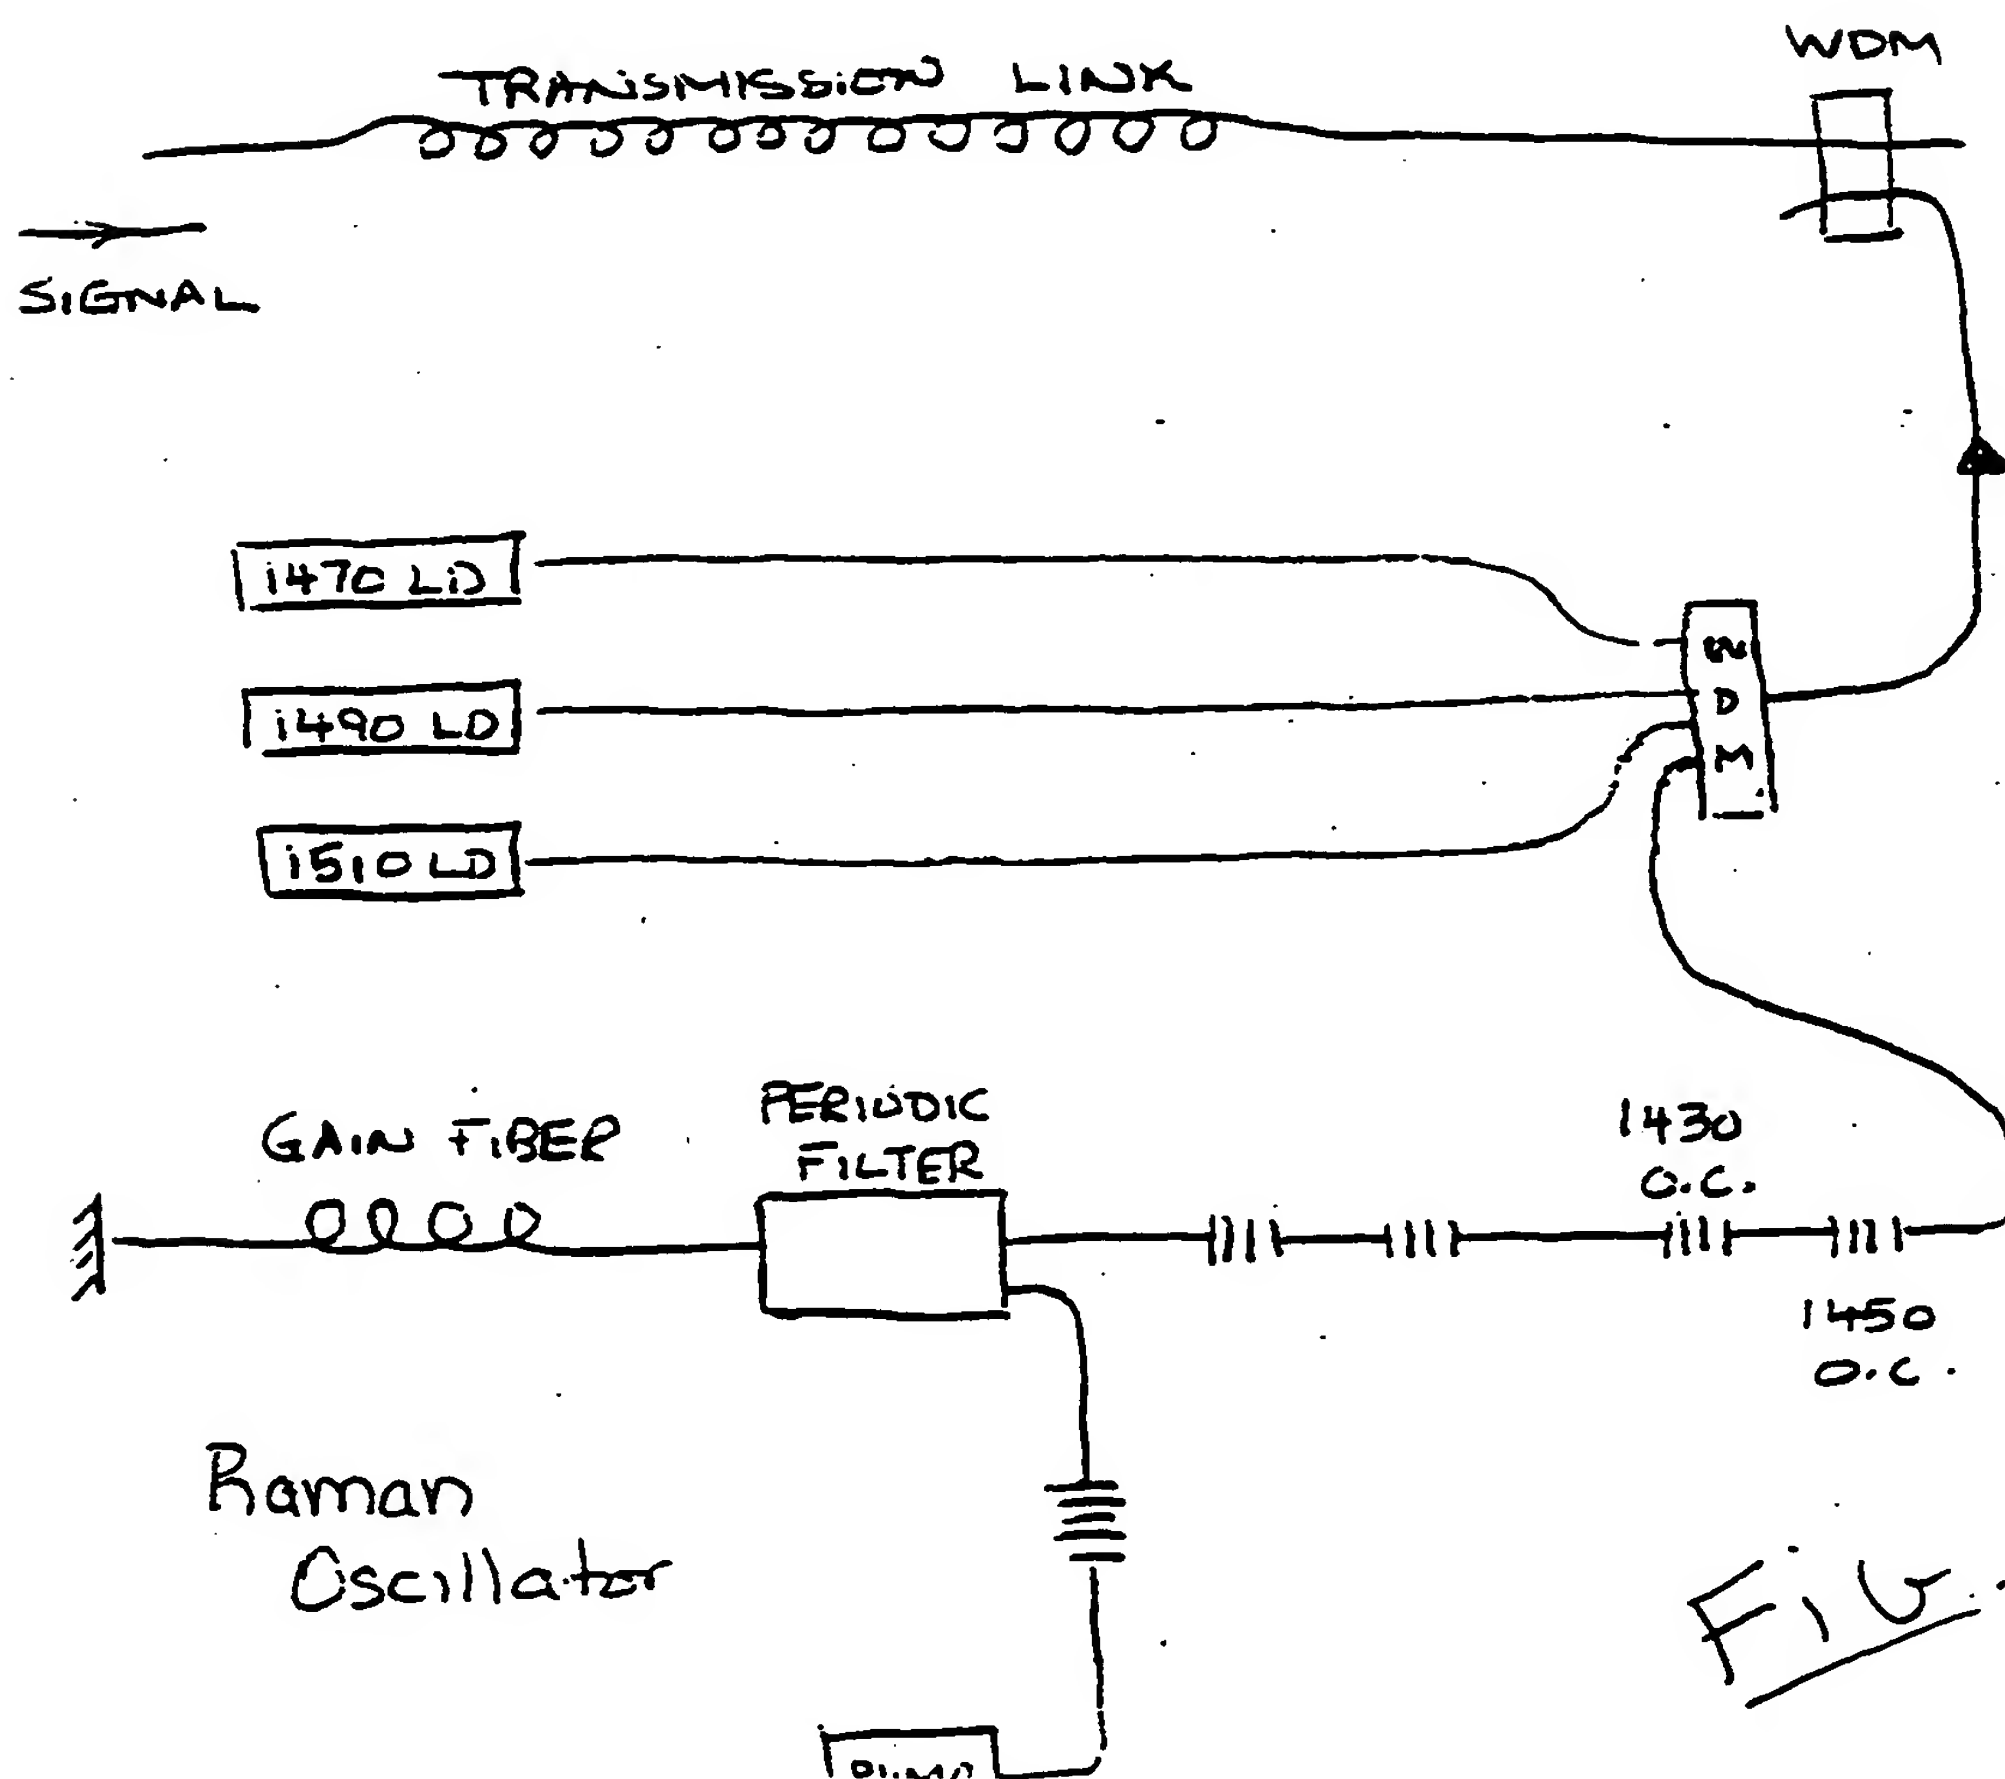 WDM
TRANSMISSION LINK
SIGNAL
1470 LD
1490 LD
1510 LD
W
D
M
GAIN FIBER
PERIODIC
FILTER
1430
O.C.
1450
O.C.
Raman
Oscillator
PUMP
FIG.